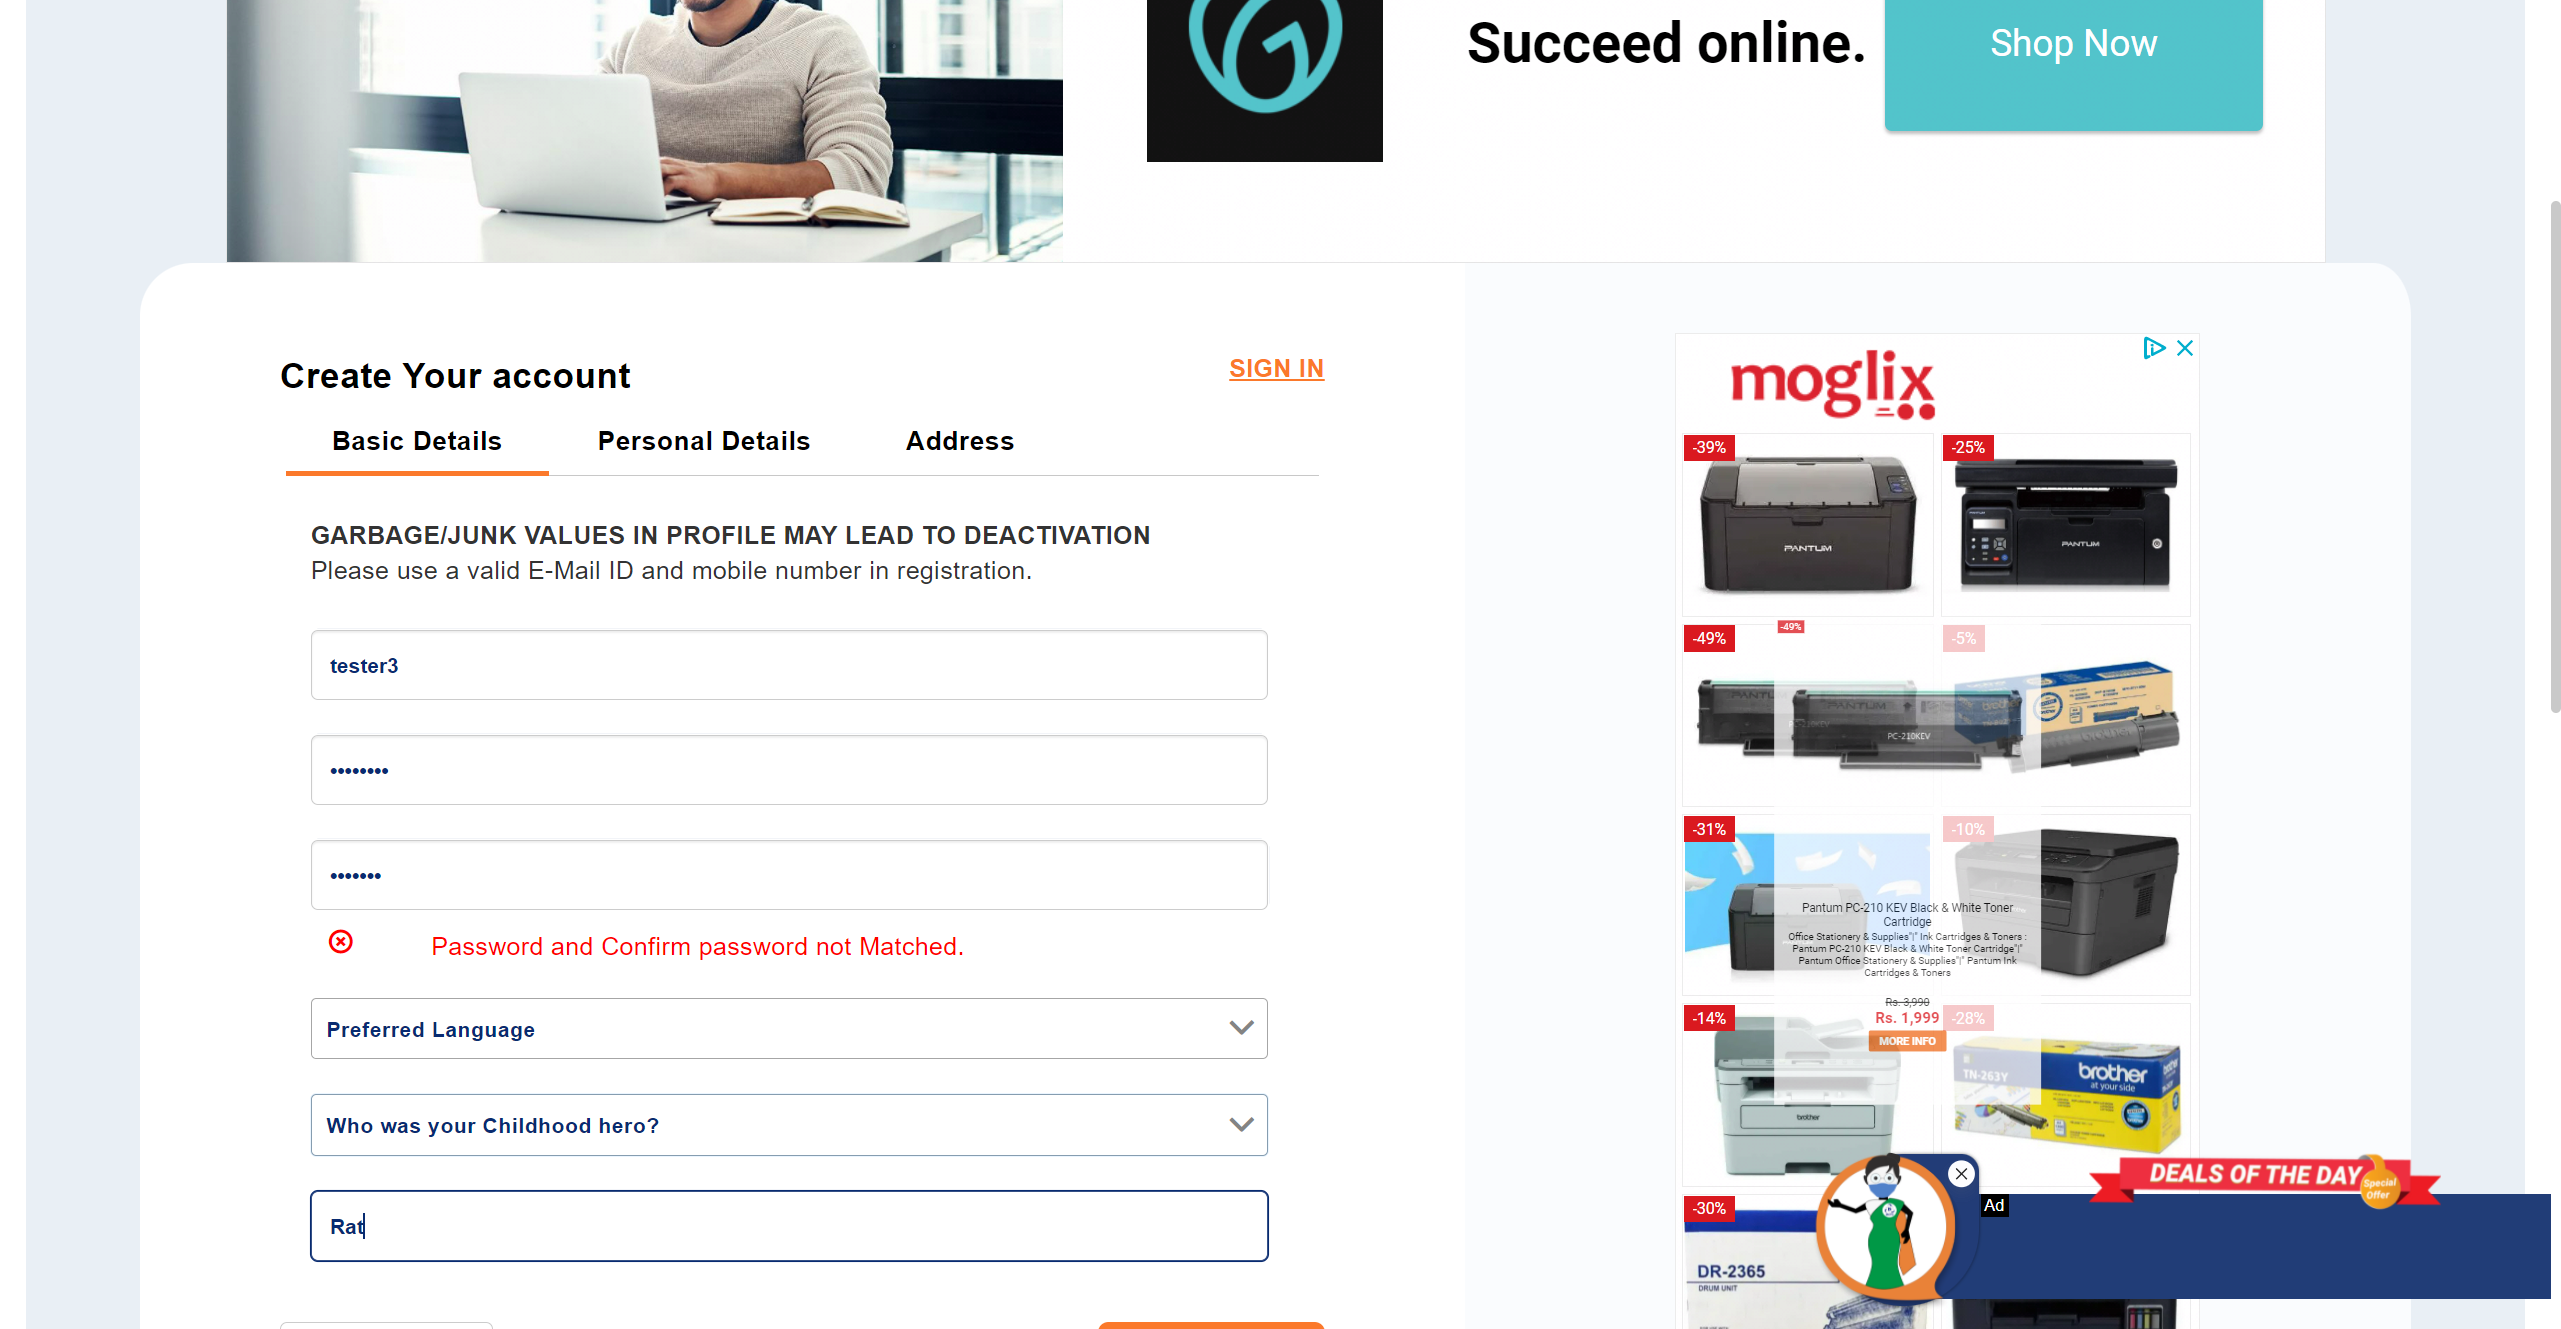 Succeed online.
Shop Now
Create Your account
SIGN IN
Basic Details
Personal Details
Address
GARBAGE/JUNK VALUES IN PROFILE MAY LEAD TO DEACTIVATION
Please use a valid E-Mail ID and mobile number in registration.
tester3
••••••••
•••••••
Password and Confirm password not Matched.
Preferred Language
Who was your Childhood hero?
Rat
moglix
-39%
-25%
PANTUM
PANTUM
-49%
-49%
-5%
PANTUM
PANTUM
PC-210KEV
-31%
-10%
Pantum PC-210 KEV Black & White Toner
Cartridge
Office Stationery & Supplies"|" Ink Cartridges & Toners :
Pantum PC-210 KEV Black & White Toner Cartridge"|"
Pantum Office Stationery & Supplies"|" Pantum Ink
Cartridges & Toners
Rs. 3,990
Rs. 1,999
MORE INFO
-14%
-28%
brother
TN-263Y
brother
at your side
-30%
DR-2365
DRUM UNIT
Ad
DEALS OF THE DAY
Special
Offer